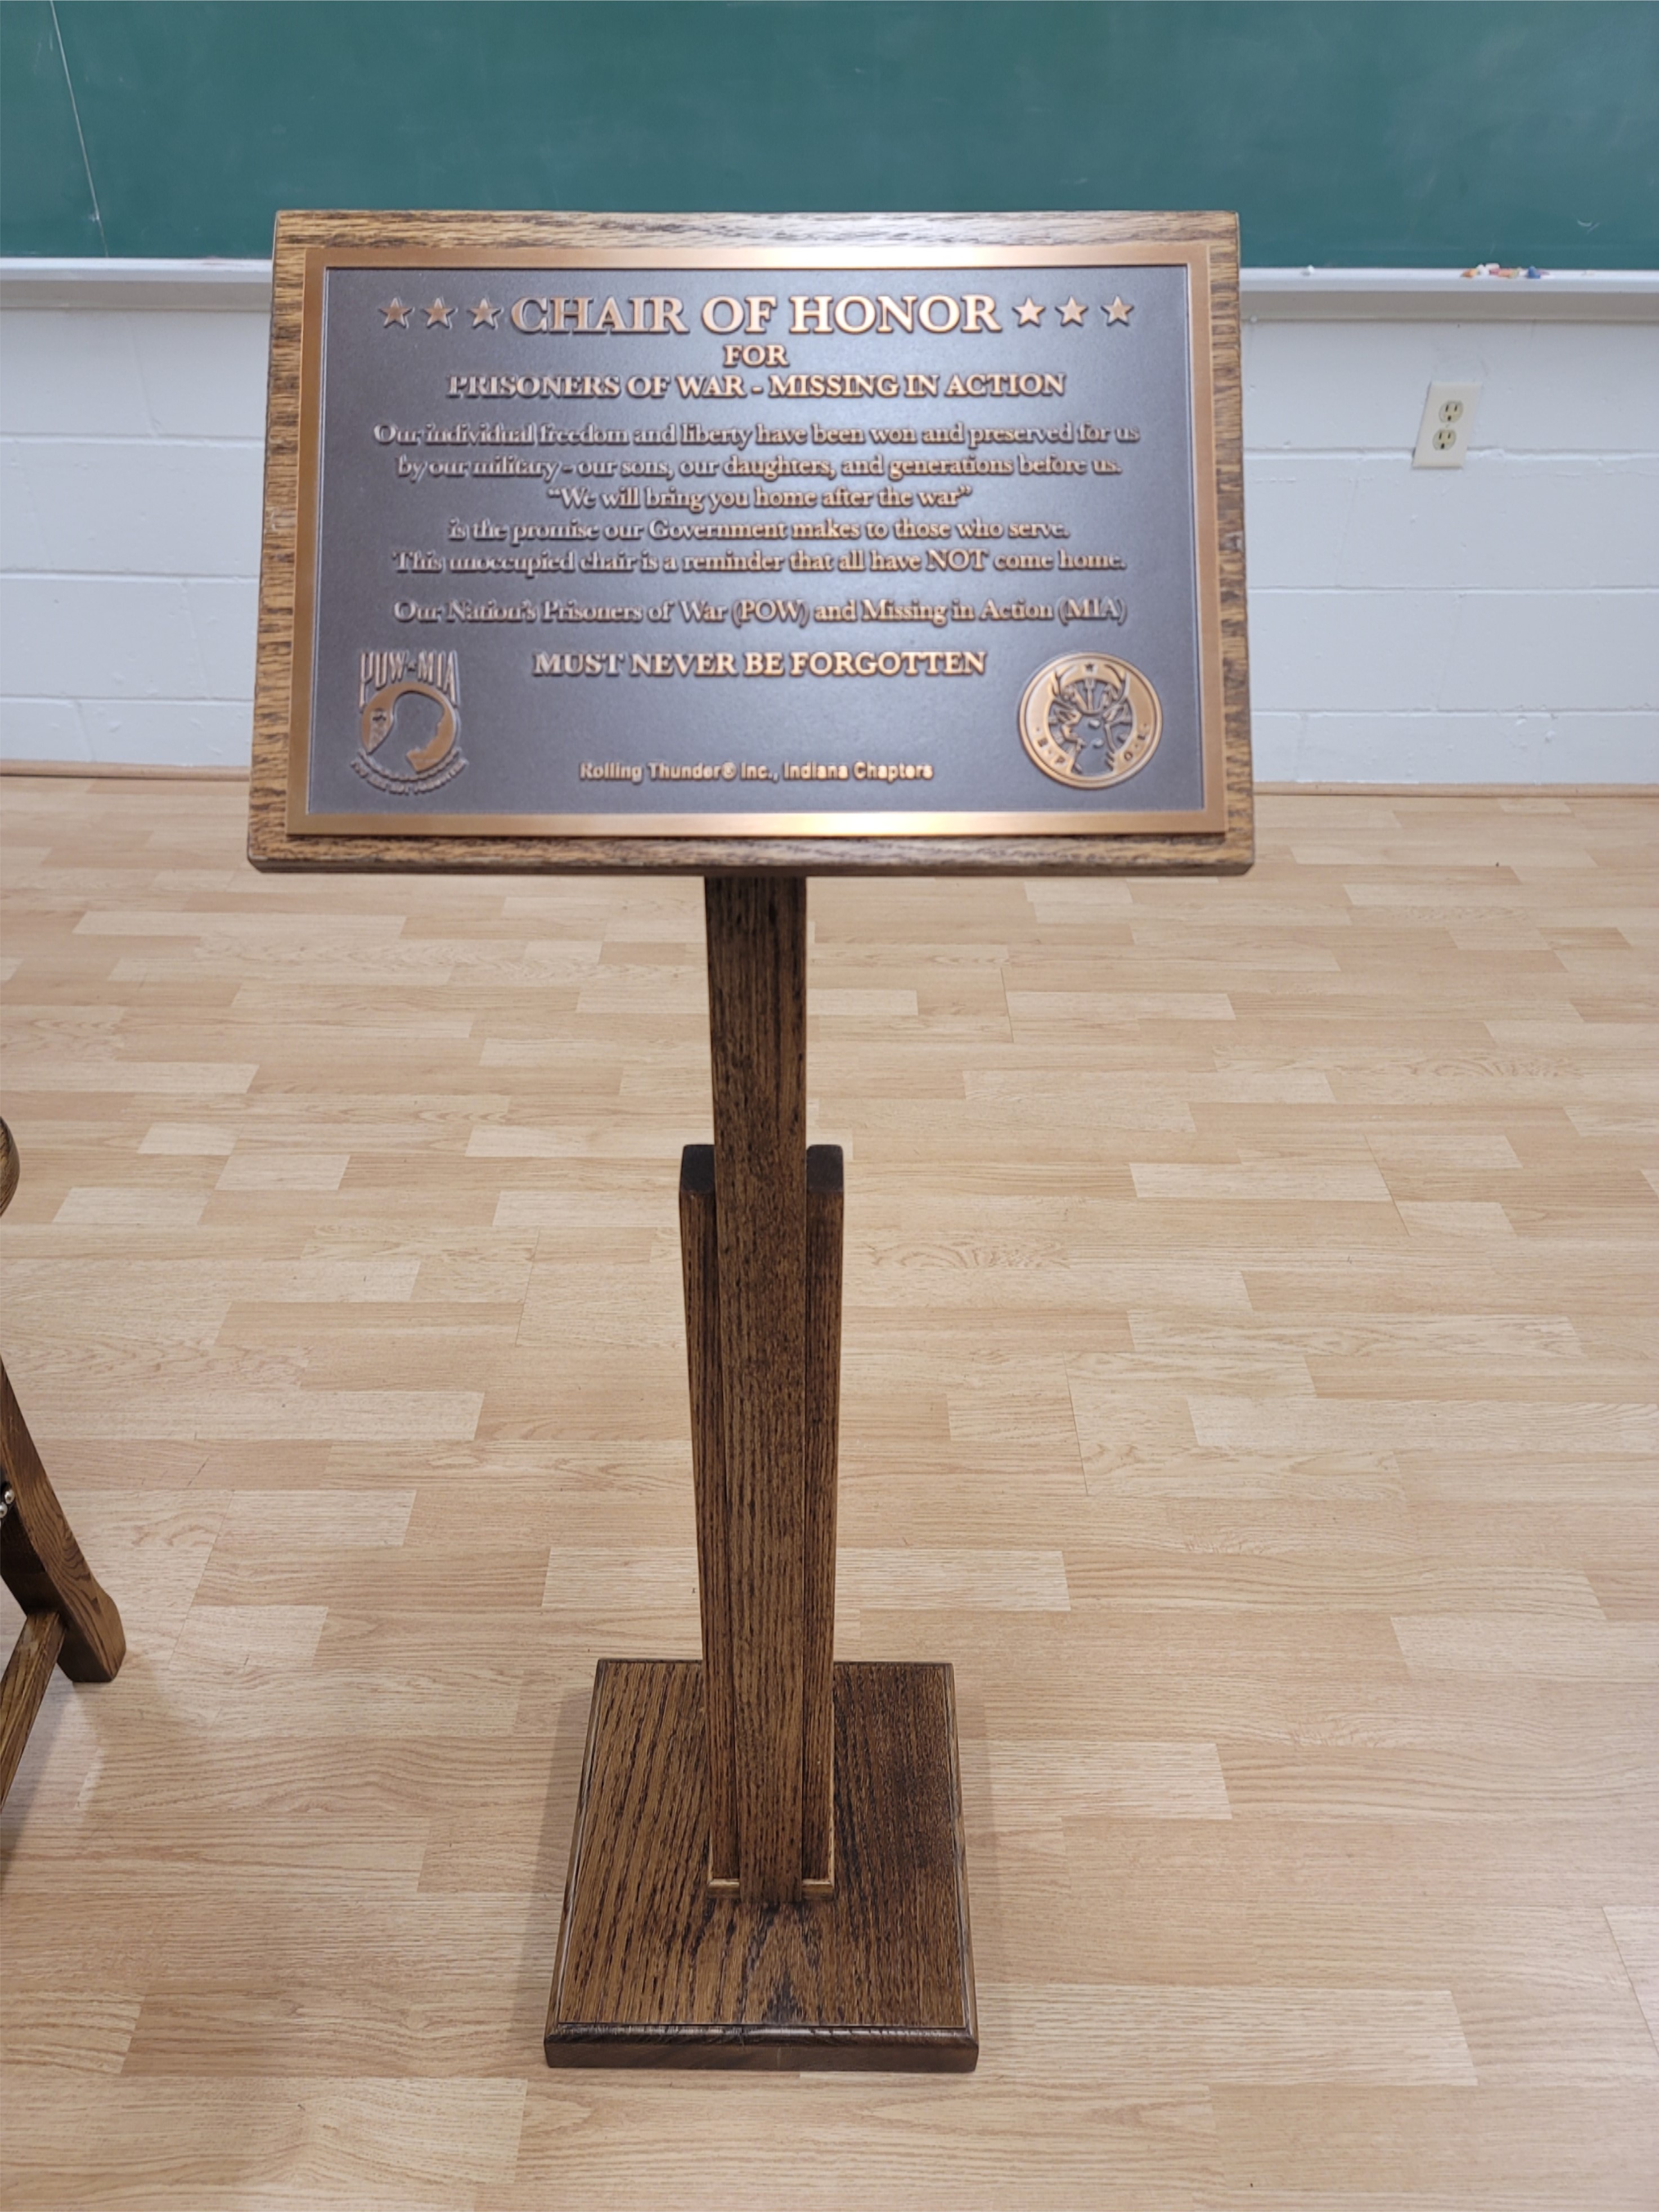 CHAIR OF HONOR
FOR
PRISONERS OF WAR - MISSING IN ACTION
Our individual freedom and liberty have been won and preserved for us
by our military - our sons, our daughters, and generations before us.
"We will bring you home after the war"
is the promise our Government makes to those who serve.
This unoccupied chair is a reminder that all have NOT come home.
Our Nation's Prisoners of War (POW) and Missing in Action (MIA)
MUST NEVER BE FORGOTTEN
POW-MIA
B. P. O. E.
Rolling Thunder® Inc., Indiana Chapters